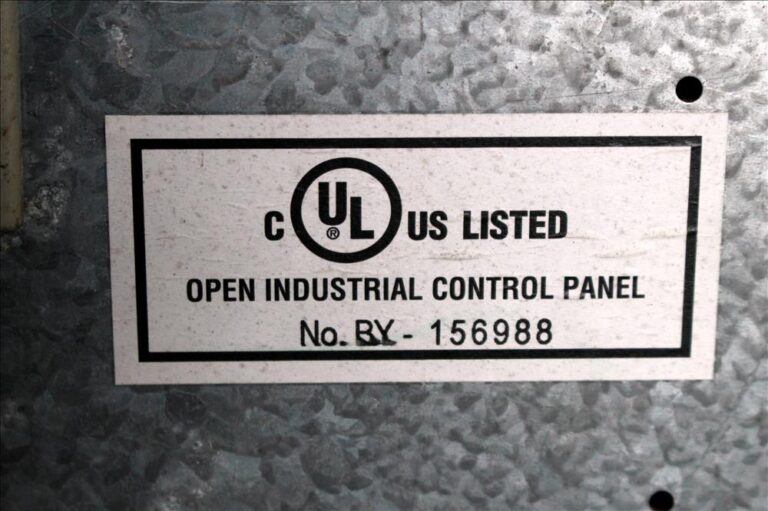 C UL® US LISTED
OPEN INDUSTRIAL CONTROL PANEL
No. BY - 156988